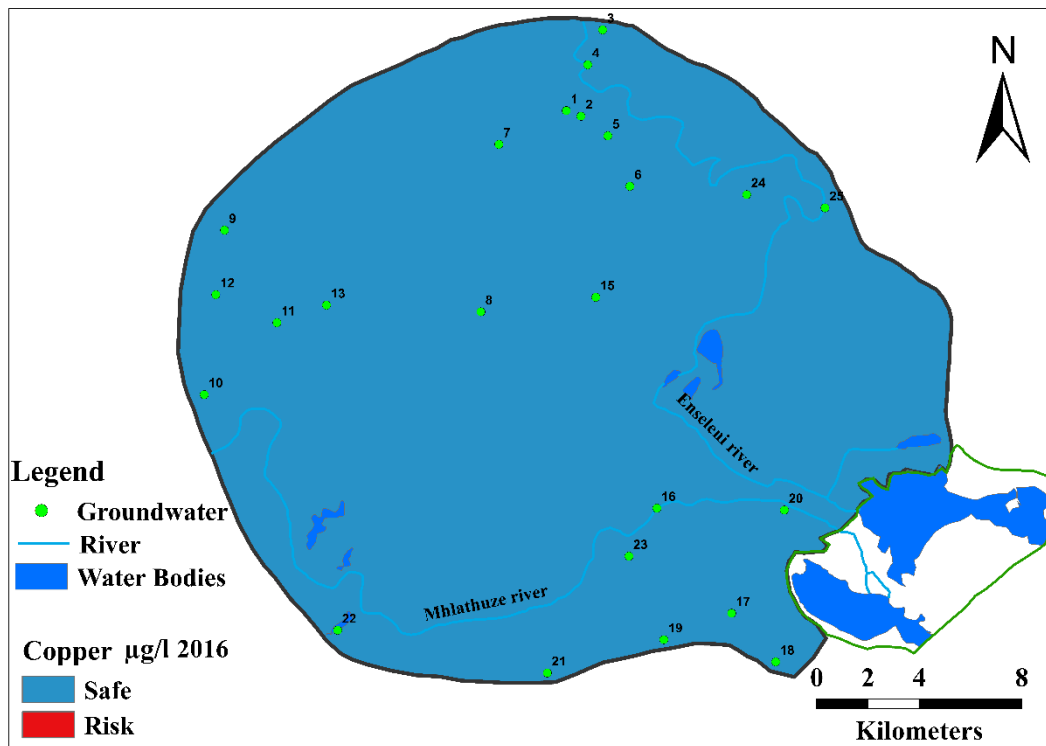 3
N
4
1
2
5
7
6
24
25
9
12
15
13
8
11
10
Enseleni river
Legend
Groundwater
River
Water Bodies
16
20
23
Mhlathuze river
17
22
19
18
21
Copper µg/l 2016
Safe
Risk
0 2 4 8
Kilometers